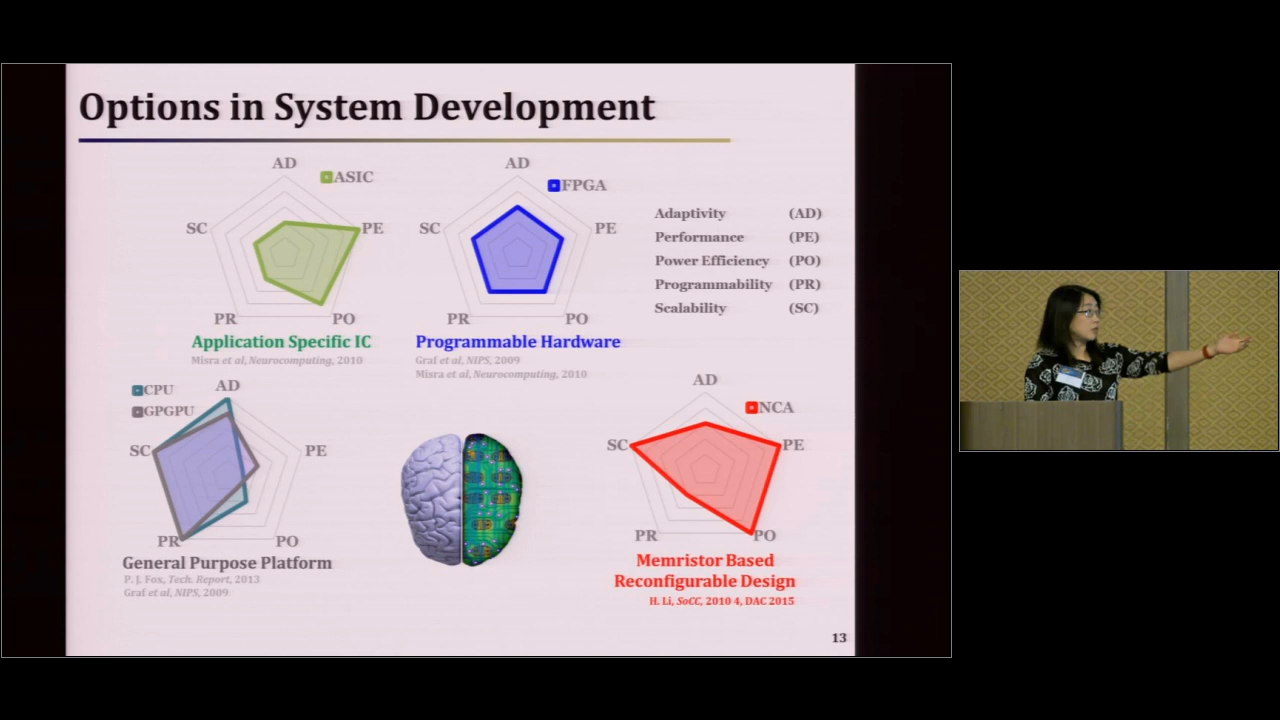 Options in System Development
AD
ASIC
SC
PE
PR
PO
Application Specific IC
Misra et al, Neurocomputing, 2010
AD
FPGA
SC
PE
PR
PO
Programmable Hardware
Graf et al, NIPS, 2009
Misra et al, Neurocomputing, 2010
Adaptivity (AD)
Performance (PE)
Power Efficiency (PO)
Programmability (PR)
Scalability (SC)
CPU
GPGPU
AD
SC
PE
PR
PO
General Purpose Platform
P. J. Fox, Tech. Report, 2013
Graf et al, NIPS, 2009
AD
NCA
SC
PE
PR
PO
Memristor Based
Reconfigurable Design
H. Li, SoCC, 2010 4, DAC 2015
13